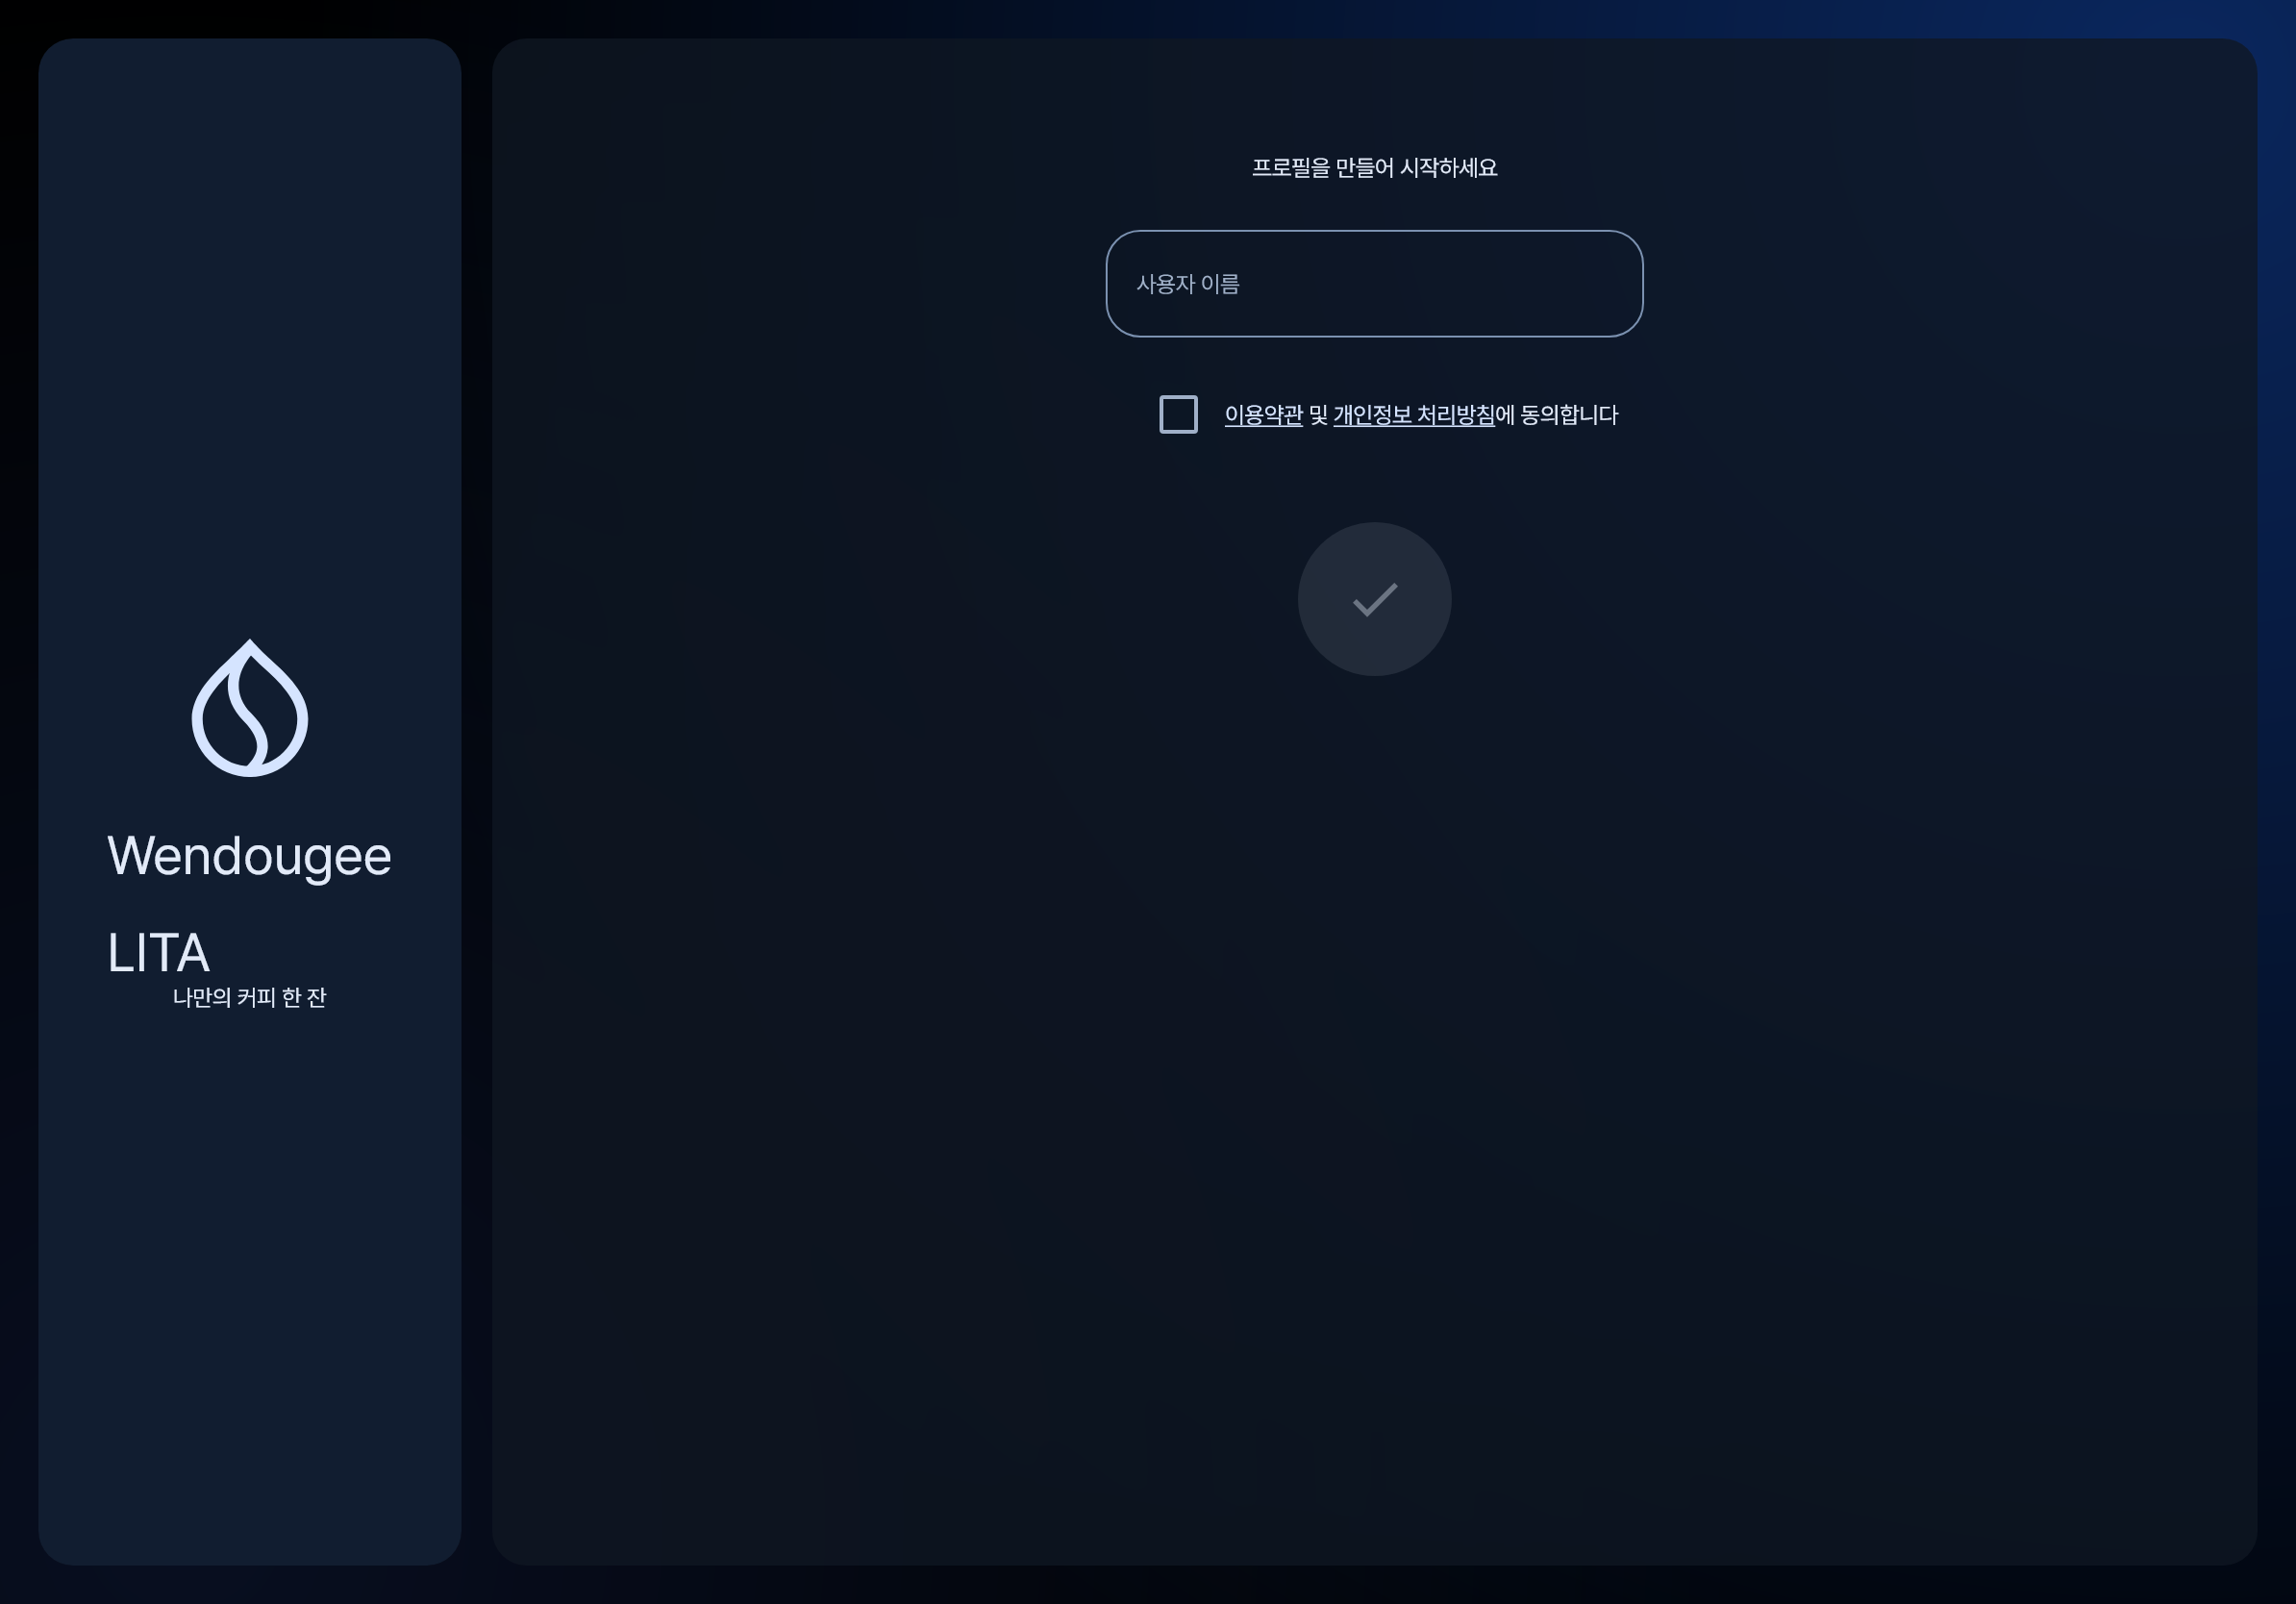 Wendougee
LITA
나만의 커피 한 잔
프로필을 만들어 시작하세요
사용자 이름
이용약관 및 개인정보 처리방침에 동의합니다